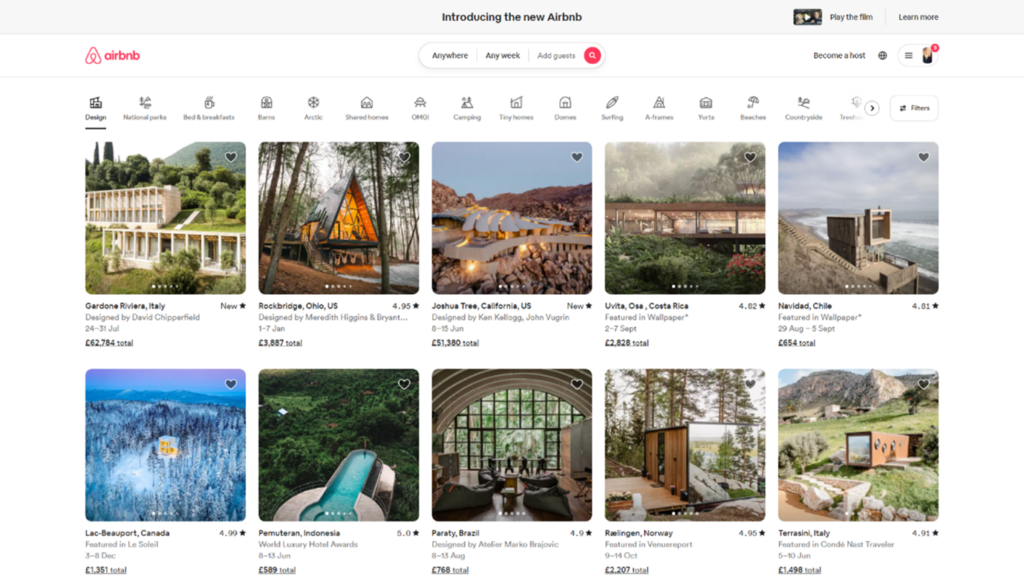 Introducing the new Airbnb
Play the film
Learn more
airbnb
Anywhere
Any week
Add guests
Become a host
Design
National parks
Bed & breakfasts
Barns
Arctic
Shared homes
OMG!
Camping
Tiny homes
Domes
Surfing
A-frames
Yurts
Beaches
Countryside
Filters
Gardone Riviera, Italy New
Designed by David Chipperfield
24–31 Jul
£62,784 total
Rockbridge, Ohio, US 4.95
Designed by Meredith Higgins & Bryant...
1–7 Jan
£3,887 total
Joshua Tree, California, US New
Designed by Ken Kellogg, John Vugrin
8–15 Jun
£51,380 total
Uvita, Osa , Costa Rica 4.82
Featured in Wallpaper*
2–7 Sept
£2,828 total
Navidad, Chile 4.81
Featured in Wallpaper*
29 Aug – 5 Sept
£654 total
Lac-Beauport, Canada 4.99
Featured in Le Soleil
3–8 Dec
£1,351 total
Pemuteran, Indonesia 5.0
World Luxury Hotel Awards
8–13 Jun
£589 total
Paraty, Brazil 4.9
Designed by Atelier Marko Brajovic
8–13 Aug
£768 total
Rælingen, Norway 4.95
Featured in Venuereport
9–14 Oct
£2,207 total
Terrasini, Italy 4.91
Featured in Condé Nast Traveler
5–10 Jun
£1,498 total